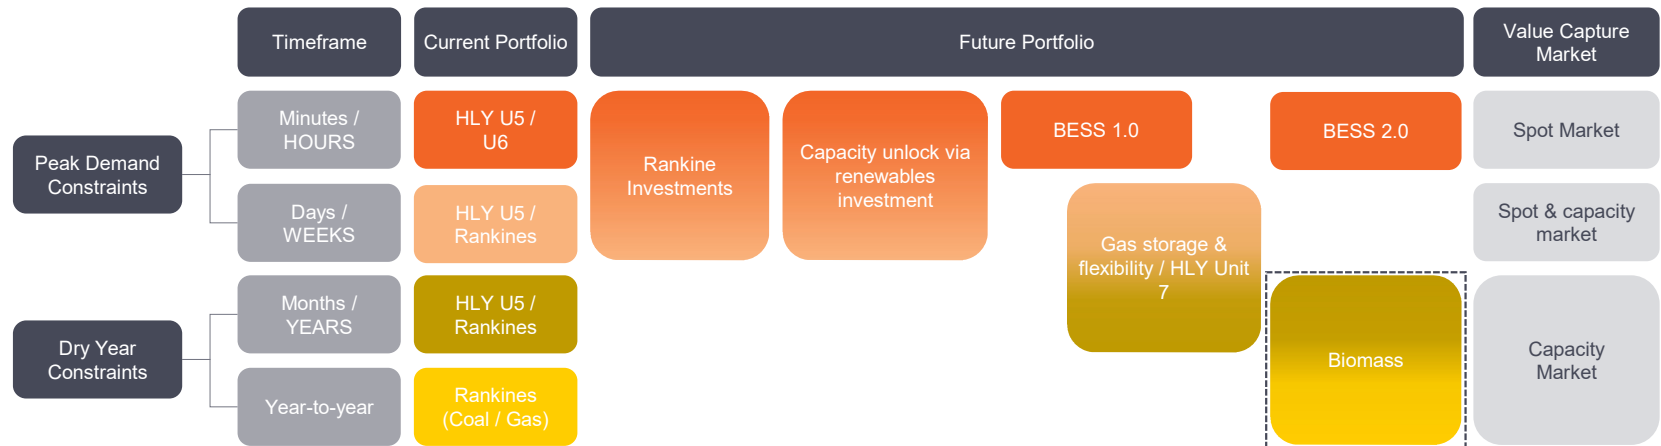 Timeframe
Current Portfolio
Future Portfolio
Value Capture
Market
Peak Demand
Constraints
Minutes /
HOURS
HLY U5 /
U6
Rankine
Investments
Capacity unlock via
renewables
investment
BESS 1.0
BESS 2.0
Spot Market
Days /
WEEKS
HLY U5 /
Rankines
Gas storage &
flexibility / HLY Unit
7
Spot & capacity
market
Dry Year
Constraints
Months /
YEARS
HLY U5 /
Rankines
Biomass
Capacity
Market
Year-to-year
Rankines
(Coal / Gas)